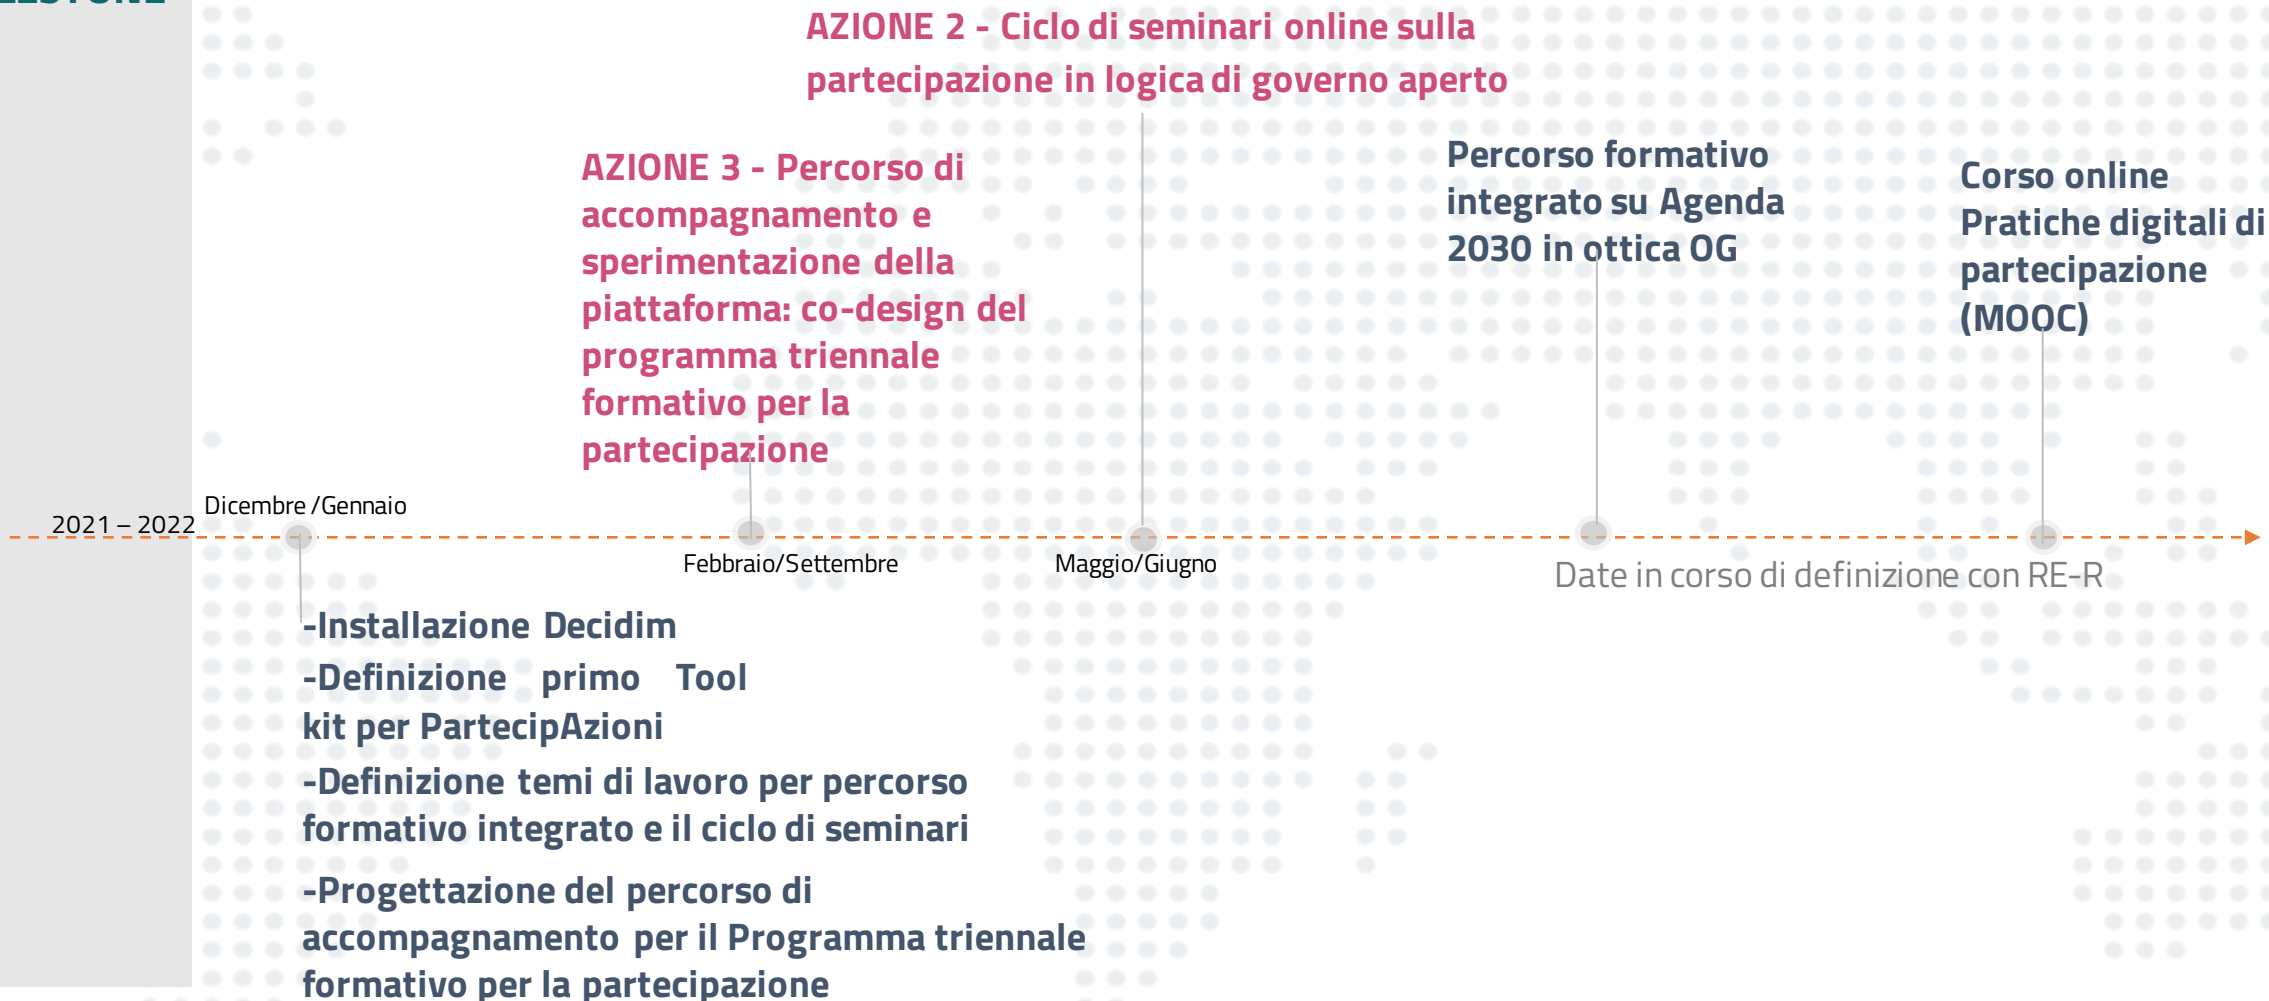 AZIONE 2 - Ciclo di seminari online sulla
partecipazione in logica di governo aperto
AZIONE 3 - Percorso di
accompagnamento e
sperimentazione della
piattaforma: co-design del
programma triennale
formativo per la
partecipazione
Percorso formativo
integrato su Agenda
2030 in ottica OG
Corso online
Pratiche digitali di
partecipazione
(MOOC)
2021 – 2022
Dicembre /Gennaio
Febbraio/Settembre
Maggio/Giugno
Date in corso di definizione con RE-R
-Installazione Decidim
-Definizione primo Tool
kit per PartecipAzioni
-Definizione temi di lavoro per percorso
formativo integrato e il ciclo di seminari
-Progettazione del percorso di
accompagnamento per il Programma triennale
formativo per la partecipazione